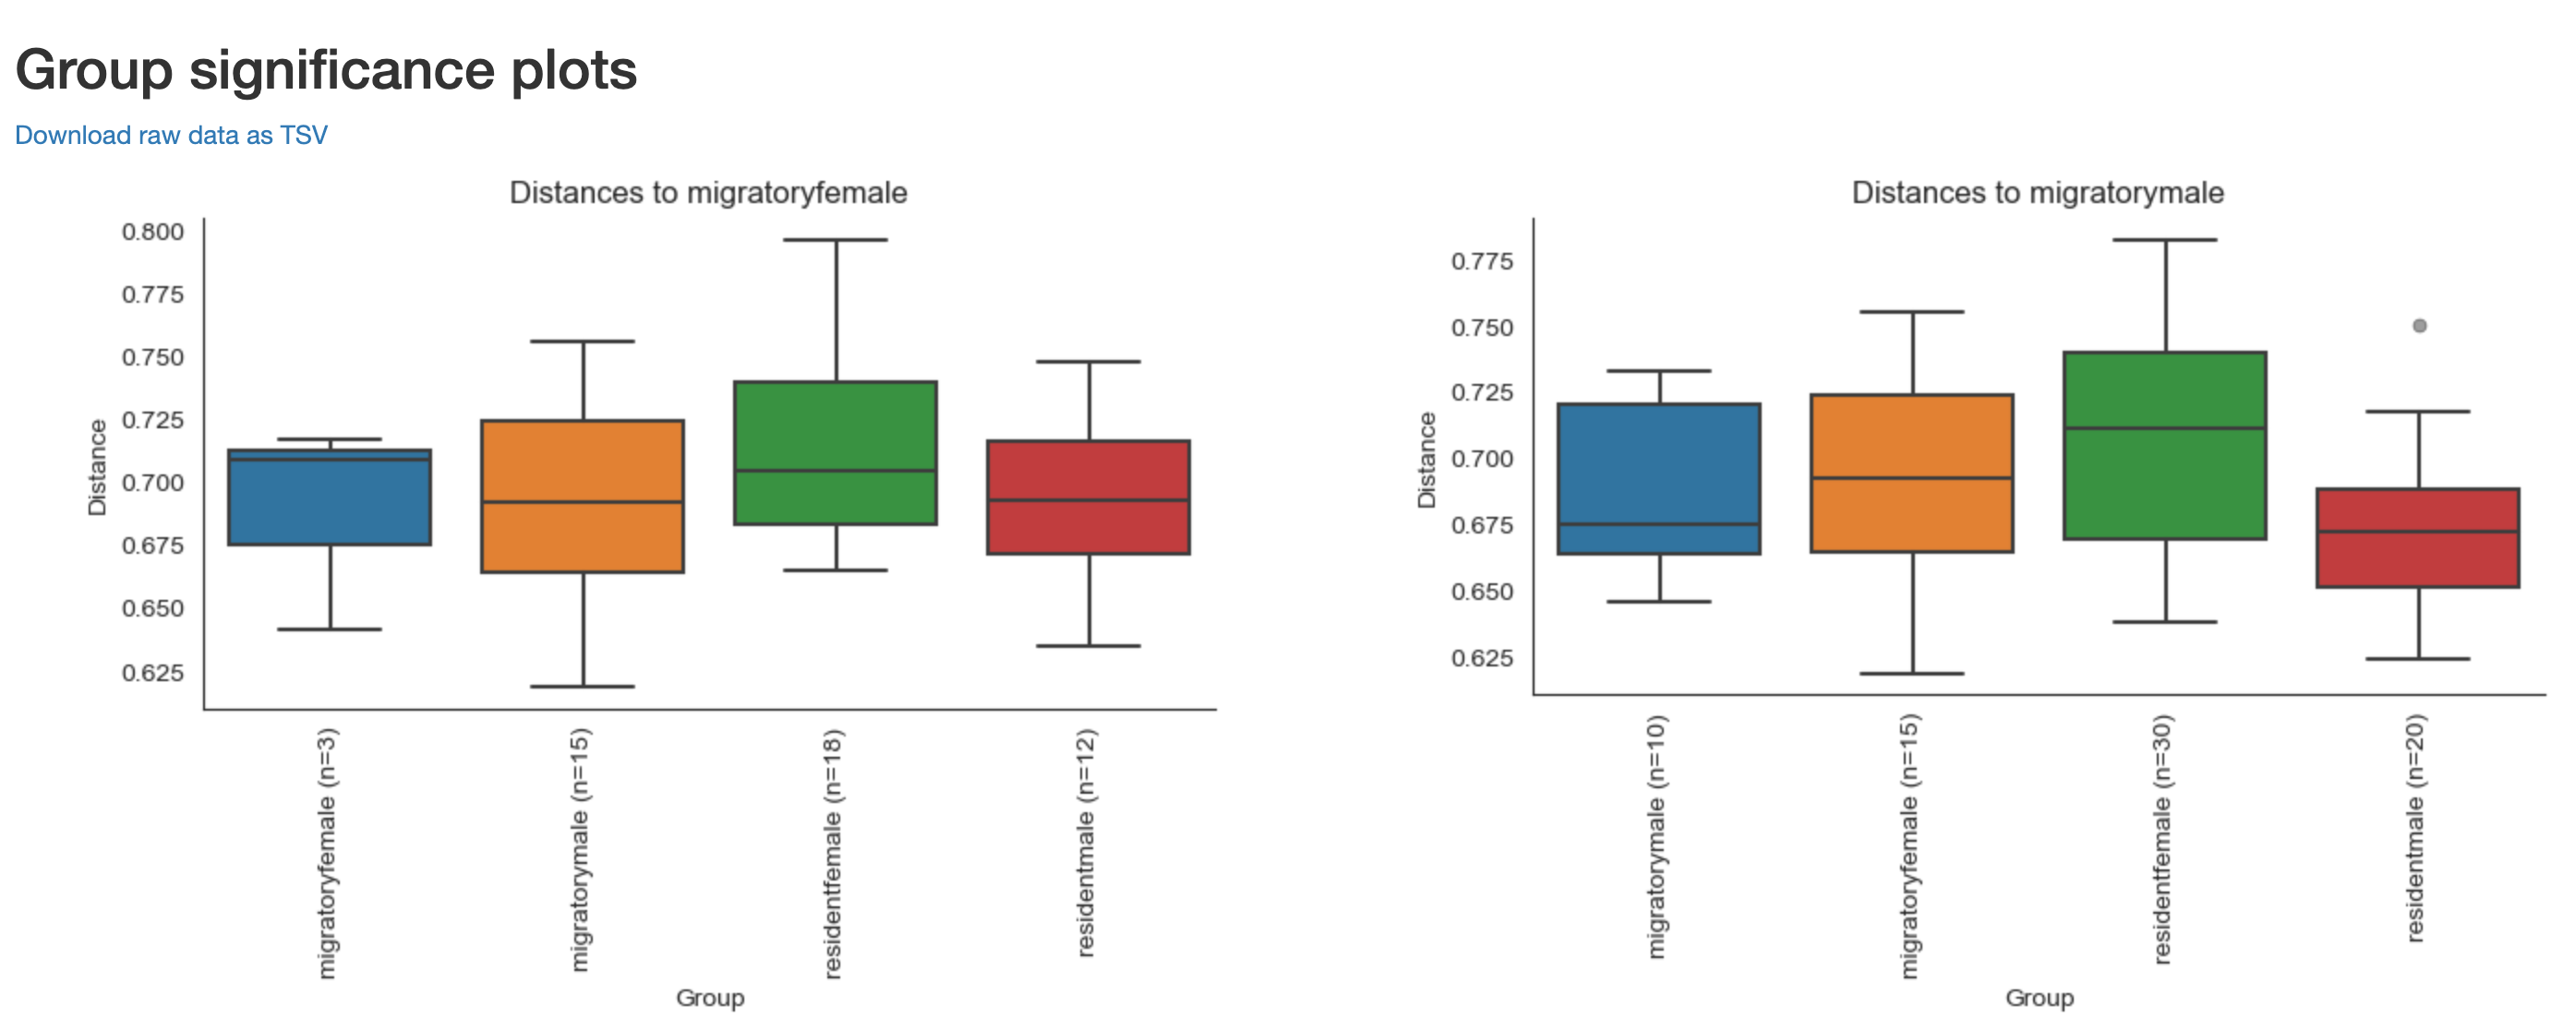 Group significance plots
Download raw data as TSV
Distances to migratoryfemale
0.800
0.775
0.750
0.725
0.700
0.675
0.650
0.625
Distance
migratoryfemale (n=3)
migratorymale (n=15)
residentfemale (n=18)
residentmale (n=12)
Group
Distances to migratorymale
0.775
0.750
0.725
0.700
0.675
0.650
0.625
Distance
migratorymale (n=10)
migratoryfemale (n=15)
residentfemale (n=30)
residentmale (n=20)
Group